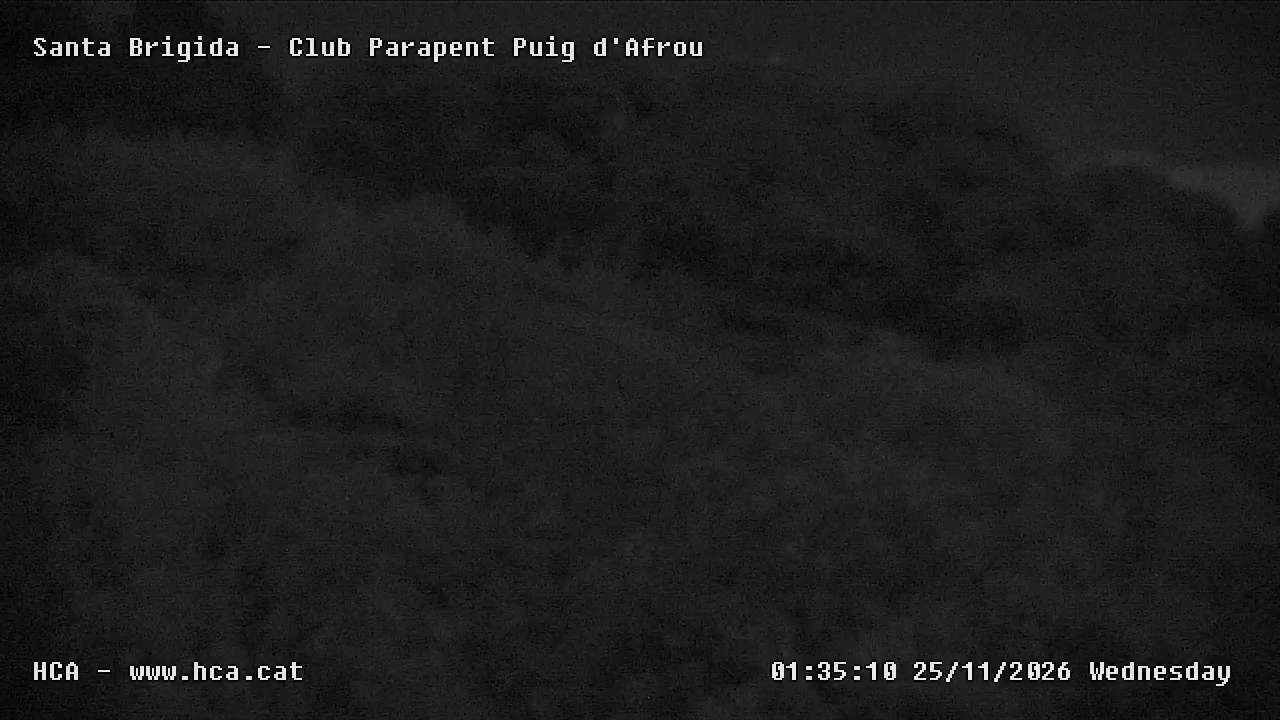 Santa Brigida - Club Parapent Puig d'Afrou
HCA - www.hca.cat
01:35:10 25/11/2026 Wednesday